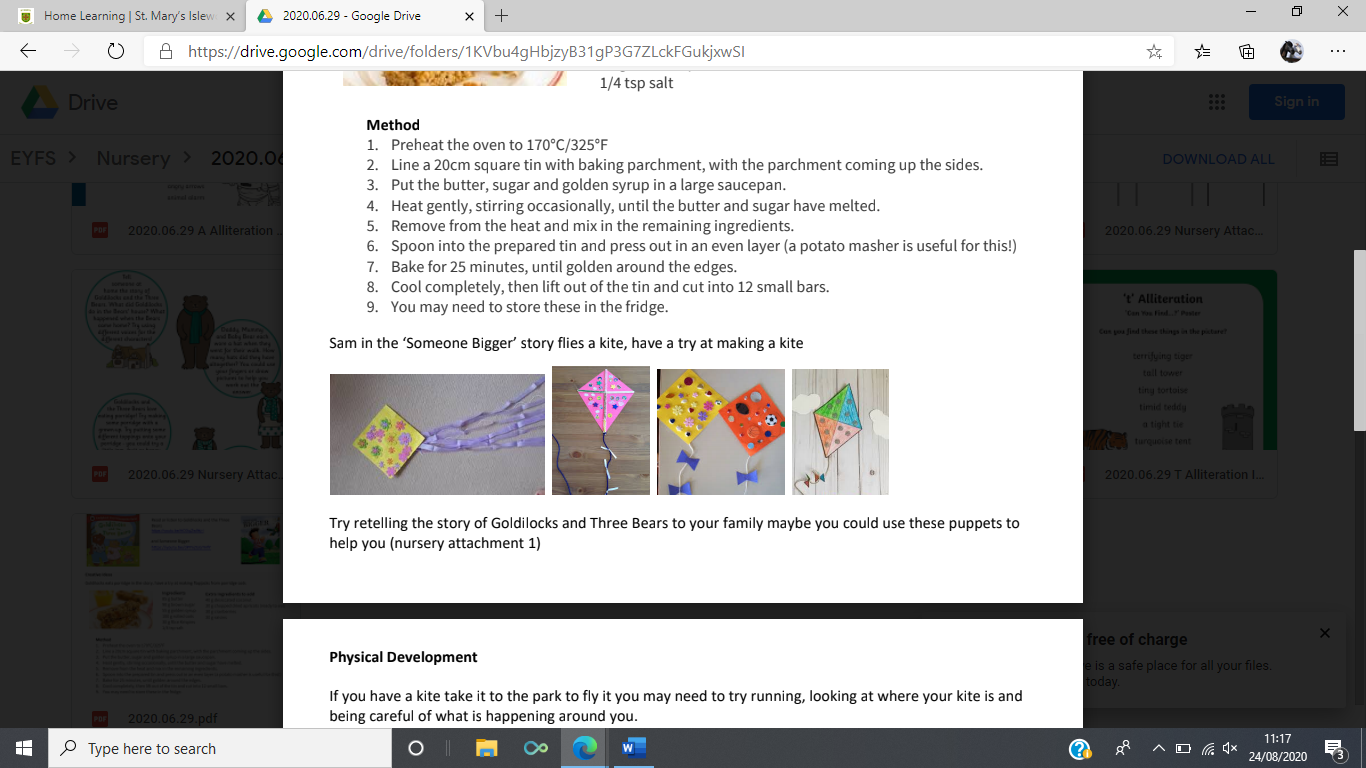 Home Learning | St. Mary's Islew
2020.06.29 - Google Drive
https://drive.google.com/drive/folders/1KVbu4gHbjzyB31gP3G7ZLckFGukjxwSI
Drive
Sign in
EYFS > Nursery > 2020.06
DOWNLOAD ALL
1/4 tsp salt
Method
1. Preheat the oven to 170°C/325°F
2. Line a 20cm square tin with baking parchment, with the parchment coming up the sides.
3. Put the butter, sugar and golden syrup in a large saucepan.
4. Heat gently, stirring occasionally, until the butter and sugar have melted.
5. Remove from the heat and mix in the remaining ingredients.
6. Spoon into the prepared tin and press out in an even layer (a potato masher is useful for this!)
7. Bake for 25 minutes, until golden around the edges.
8. Cool completely, then lift out of the tin and cut into 12 small bars.
9. You may need to store these in the fridge.
Sam in the ‘Someone Bigger’ story flies a kite, have a try at making a kite
Try retelling the story of Goldilocks and Three Bears to your family maybe you could use these puppets to
help you (nursery attachment 1)
Physical Development
If you have a kite take it to the park to fly it you may need to try running, looking at where your kite is and
being careful of what is happening around you.
PDF 2020.06.29 A Alliteration ...
PDF 2020.06.29 Nursery Attac...
PDF 2020.06.29.pdf
2020.06.29 Nursery Attac...
't' Alliteration
'Can You Find...?' Poster
Can you find these things in the picture?
terrifying tiger
tall tower
tiny tortoise
timid teddy
a tight tie
turquoise tent
2020.06.29 T Alliteration I...
free of charge
e is a safe place for all your files.
today.
Type here to search
11:17
24/08/2020
3